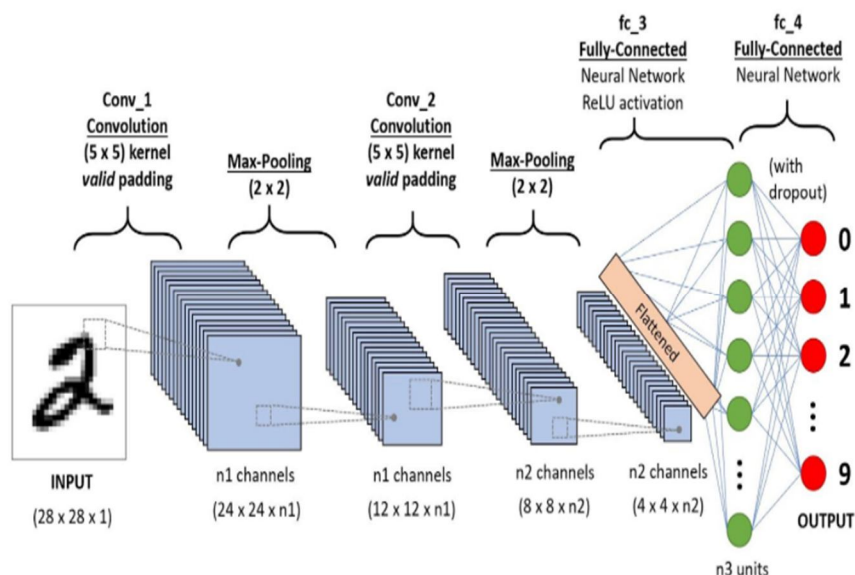 fc_3
Fully-Connected
Neural Network
ReLU activation
fc_4
Fully-Connected
Neural Network
Conv_1
Convolution
(5 x 5) kernel
valid padding
Max-Pooling
(2 x 2)
Conv_2
Convolution
(5 x 5) kernel
valid padding
Max-Pooling
(2 x 2)
(with
dropout)
Flattened
0
1
2
9
INPUT
(28 x 28 x 1)
n1 channels
(24 x 24 x n1)
n1 channels
(12 x 12 x n1)
n2 channels
(8 x 8 x n2)
n2 channels
(4 x 4 x n2)
OUTPUT
n3 units